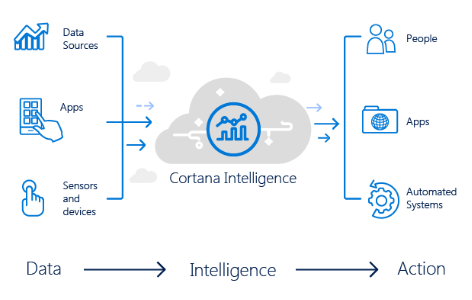 Data
Sources
Apps
Sensors
and
devices
Cortana Intelligence
People
Apps
Automated
Systems
Data
Intelligence
Action